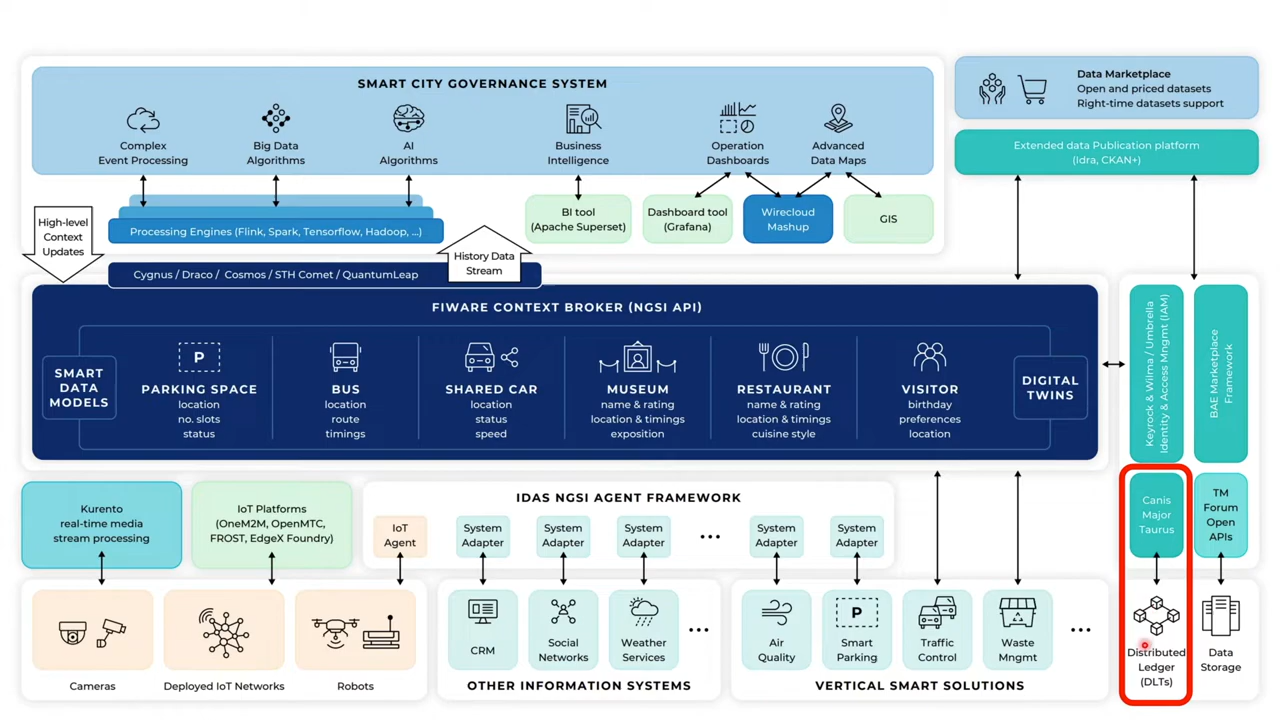 SMART CITY GOVERNANCE SYSTEM
Complex
Event Processing
Big Data
Algorithms
AI
Algorithms
Business
Intelligence
Operation
Dashboards
Advanced
Data Maps
Data Marketplace
Open and priced datasets
Right-time datasets support
Extended data Publication platform
(Idra, CKAN+)
High-level
Context
Updates
Processing Engines (Flink, Spark, Tensorflow, Hadoop, ...)
BI tool
(Apache Superset)
Dashboard tool
(Grafana)
Wirecloud
Mashup
GIS
History Data
Stream
Cygnus / Draco / Cosmos / STH Comet / QuantumLeap
FIWARE CONTEXT BROKER (NGSI API)
SMART
DATA
MODELS
P
PARKING SPACE
location
no. slots
status
BUS
location
route
timings
SHARED CAR
location
status
speed
MUSEUM
name & rating
location & timings
exposition
RESTAURANT
name & rating
location & timings
cuisine style
VISITOR
birthday
preferences
location
DIGITAL
TWINS
Keyrock & Wilma / Umbrella
Identity & Access Mngmt (IAM)
BAE Marketplace
Framework
Kurento
real-time media
stream processing
IoT Platforms
(OneM2M, OpenMTC,
FROST, EdgeX Foundry)
IDAS NGSI AGENT FRAMEWORK
IoT
Agent
System
Adapter
System
Adapter
System
Adapter
...
System
Adapter
System
Adapter
Canis
Major
Taurus
TM
Forum
Open
APIs
Cameras
Deployed IoT Networks
Robots
CRM
Social
Networks
Weather
Services
...
OTHER INFORMATION SYSTEMS
Air
Quality
P
Smart
Parking
Traffic
Control
Waste
Mngmt
...
VERTICAL SMART SOLUTIONS
Distributed
Ledger
(DLTs)
Data
Storage